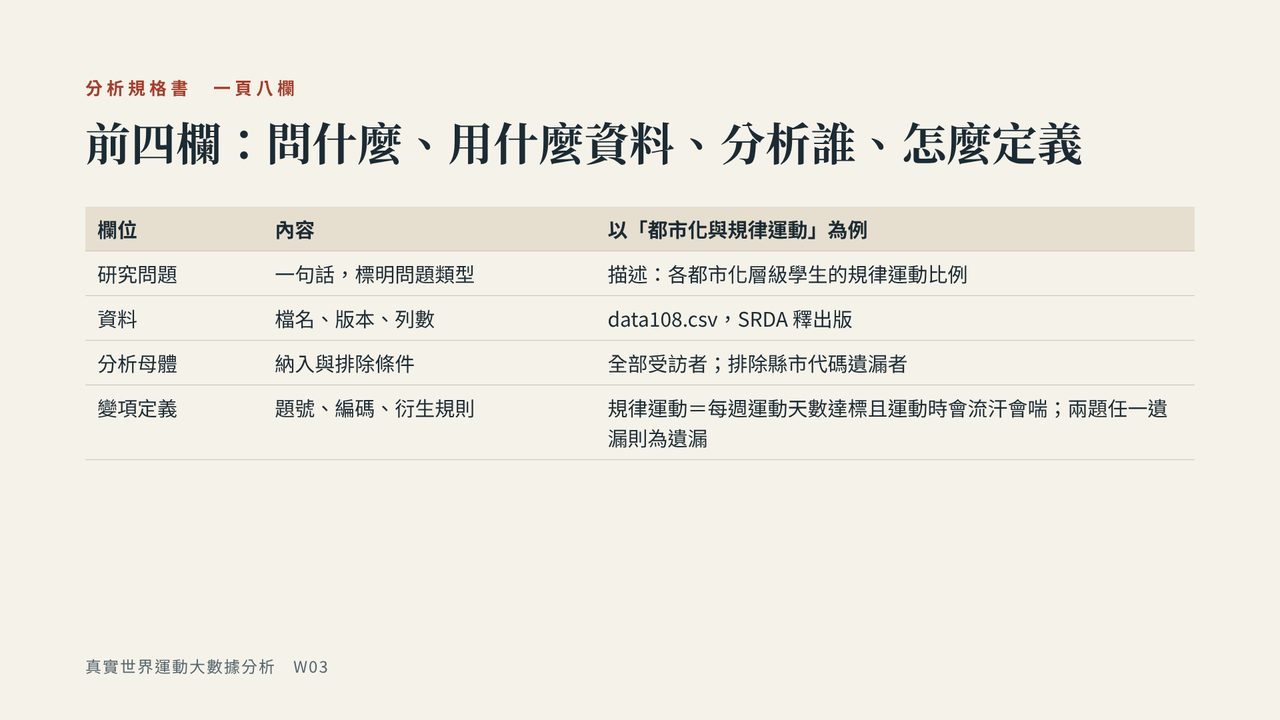 分析規格書　一頁八欄
前四欄：問什麼、用什麼資料、分析誰、怎麼定義
欄位　內容　以「都市化與規律運動」為例
研究問題　一句話，標明問題類型　描述：各都市化層級學生的規律運動比例
資料　檔名、版本、列數　data108.csv，SRDA 釋出版
分析母體　納入與排除條件　全部受訪者；排除縣市代碼遺漏者
變項定義　題號、編碼、衍生規則　規律運動＝每週運動天數達標且運動時會流汗會喘；兩題任一遺
漏則為遺漏
真實世界運動大數據分析　W03